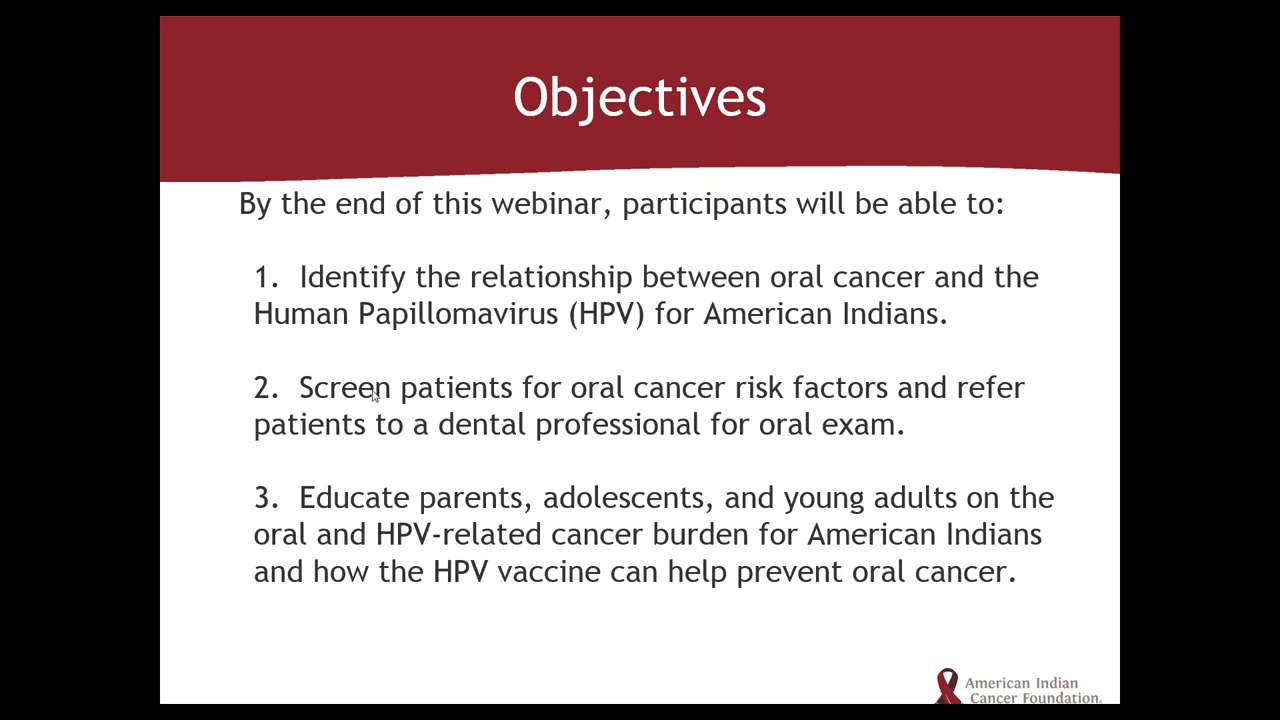 Objectives
By the end of this webinar, participants will be able to:
1. Identify the relationship between oral cancer and the
Human Papillomavirus (HPV) for American Indians.
2. Screen patients for oral cancer risk factors and refer
patients to a dental professional for oral exam.
3. Educate parents, adolescents, and young adults on the
oral and HPV-related cancer burden for American Indians
and how the HPV vaccine can help prevent oral cancer.
American Indian
Cancer Foundation.